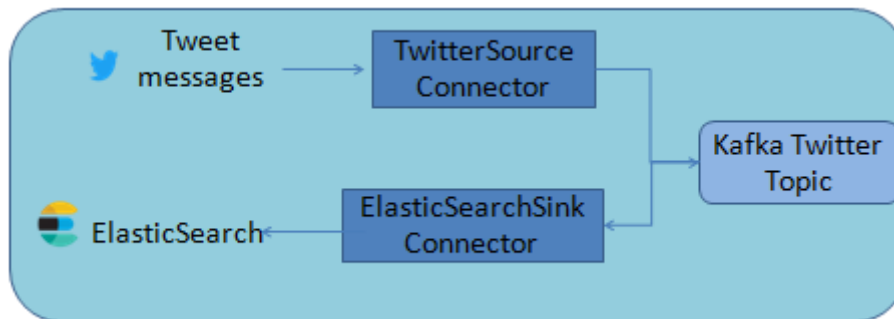 Tweet
messages
TwitterSource
Connector
Kafka Twitter
Topic
ElasticSearchSink
Connector
ElasticSearch